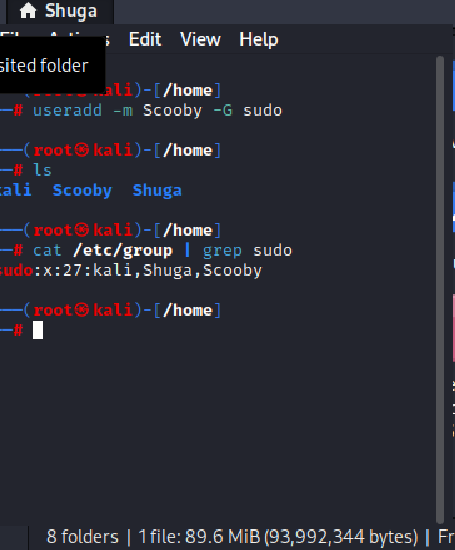 Shuga
Edit View Help
sited folder
(root㉿kali)-[/home]
# useradd -m Scooby -G sudo
(root㉿kali)-[/home]
# ls
kali Scooby Shuga
(root㉿kali)-[/home]
# cat /etc/group | grep sudo
sudo:x:27:kali,Shuga,Scooby
(root㉿kali)-[/home]
#
8 folders | 1 file: 89.6 MiB (93,992,344 bytes) | Fr